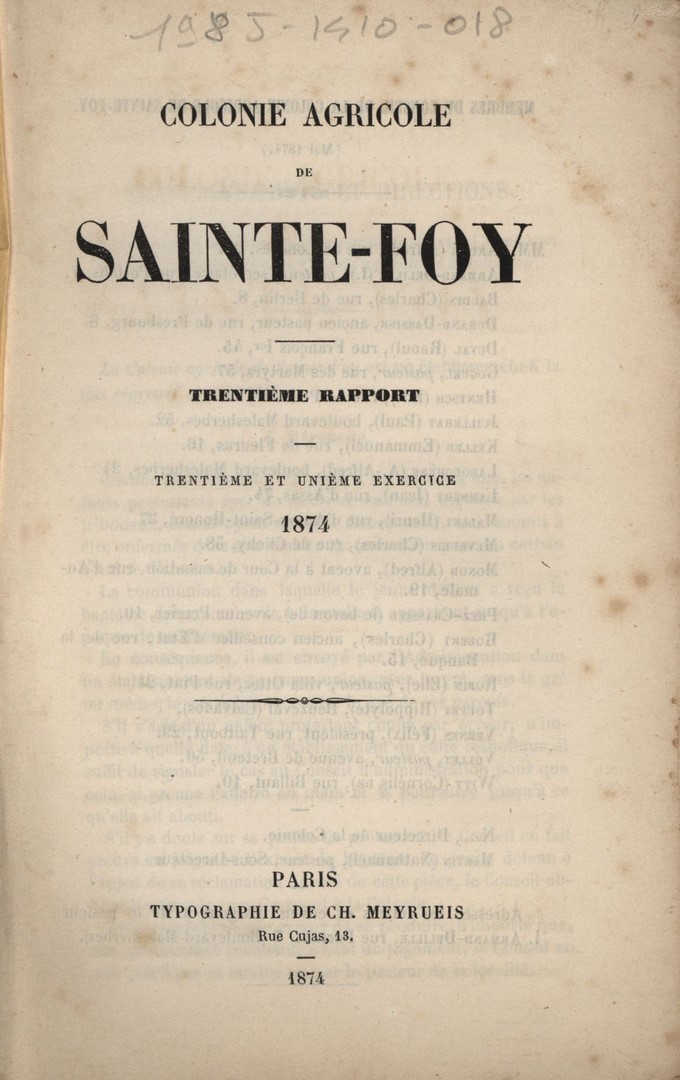 1985-1410-018
COLONIE AGRICOLE
DE
SAINTE-FOY
TRENTIÈME RAPPORT
TRENTIÈME ET UNIÈME EXERCICE
1874
PARIS
TYPOGRAPHIE DE CH. MEYRUEIS
Rue Cujas, 13.
1874